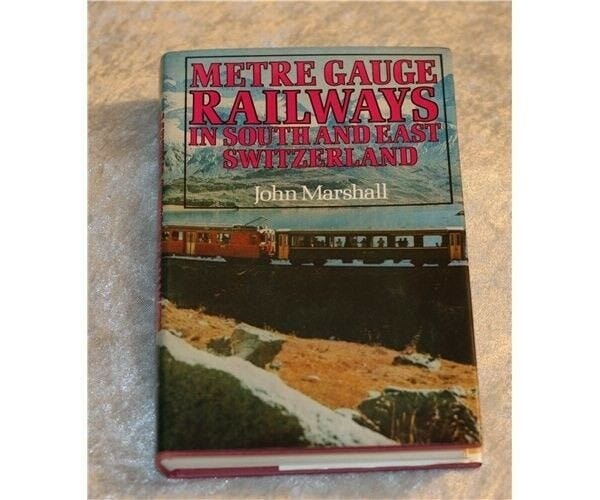 METRE GAUGE
RAILWAYS
IN SOUTH AND EAST
SWITZERLAND
John Marshall